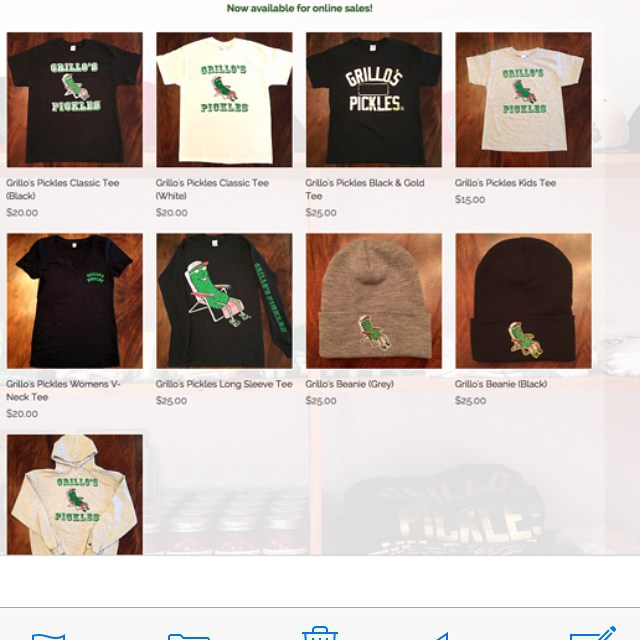 Now available for online sales!
GRILLO'S
PICKLES
GRILLO'S
PICKLES
GRILLO'S
PICKLES.
GRILLO'S
PICKLES
Grillo's Pickles Classic Tee
(Black)
$20.00
Grillo's Pickles Classic Tee
(White)
$20.00
Grillo's Pickles Black & Gold
Tee
$25.00
Grillo's Pickles Kids Tee
$15.00
GRILLO'S
PICKLES
GRILLO'S PICKLES
Grillo's Pickles Womens V-
Neck Tee
$20.00
Grillo's Pickles Long Sleeve Tee
$25.00
Grillo's Beanie (Grey)
$25.00
Grillo's Beanie (Black)
$25.00
GRILLO'S
PICKLES